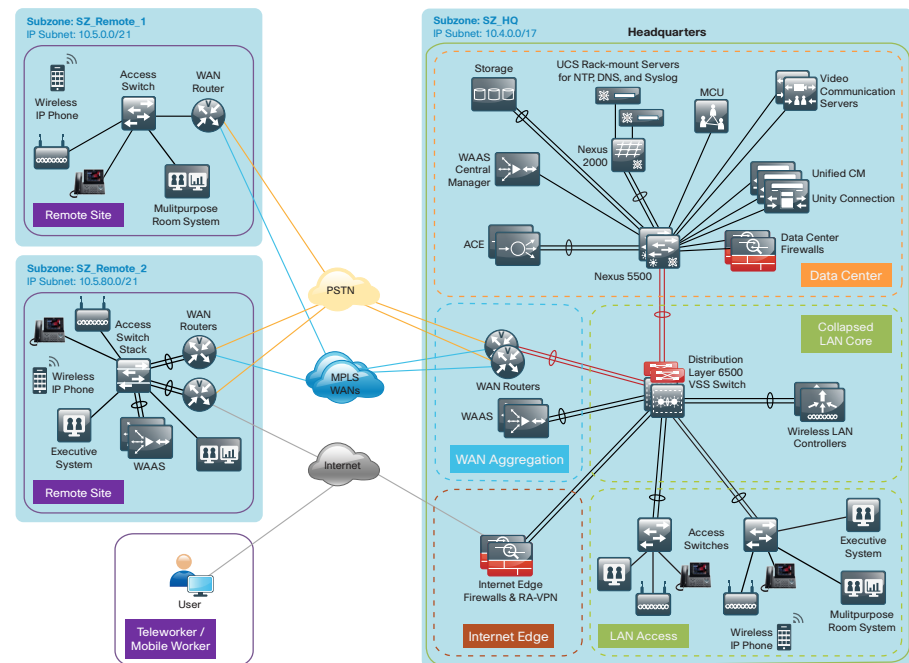 Subzone: SZ_Remote_1
IP Subnet: 10.5.0.0/21
Access
Switch
WAN
Router
V
Wireless
IP Phone
Mulitpurpose
Room System
Remote Site
Subzone: SZ_Remote_2
IP Subnet: 10.5.80.0/21
WAN
Routers
Access
Switch
Stack
V
V
Wireless
IP Phone
Executive
System
WAAS
Remote Site
User
Teleworker /
Mobile Worker
PSTN
MPLS
WANs
Internet
Subzone: SZ_HQ
IP Subnet: 10.4.0.0/17
Headquarters
Storage
UCS Rack-mount Servers
for NTP, DNS, and Syslog
MCU
Video
Communication
Servers
Nexus
2000
WAAS
Central
Manager
Unified CM
Unity Connection
ACE
Data Center
Firewalls
Nexus 5500
Data Center
V
WAN Routers
WAAS
WAN Aggregation
Collapsed
LAN Core
Distribution
Layer 6500
VSS Switch
Wireless LAN
Controllers
Internet Edge
Firewalls & RA-VPN
Internet Edge
Access
Switches
Executive
System
Mulitpurpose
Room System
Wireless
IP Phone
LAN Access